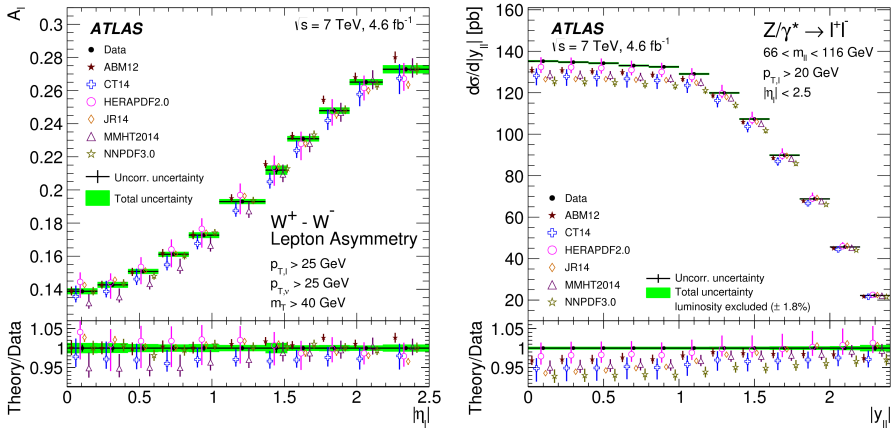 A_l
ATLAS
√s = 7 TeV, 4.6 fb⁻¹
Data
ABM12
CT14
HERAPDF2.0
JR14
MMHT2014
NNPDF3.0
Uncorr. uncertainty
Total uncertainty
W⁺ - W⁻
Lepton Asymmetry
p_T,l > 25 GeV
p_T,ν > 25 GeV
m_T > 40 GeV
0.3
0.28
0.26
0.24
0.22
0.2
0.18
0.16
0.14
Theory/Data
1.05
1
0.95
0 0.5 1 1.5 2 2.5
|η_l|
dσ/d|y_ll| [pb]
ATLAS
√s = 7 TeV, 4.6 fb⁻¹
Z/γ* → l⁺l⁻
66 < m_ll < 116 GeV
p_T,l > 20 GeV
|η_l| < 2.5
Data
ABM12
CT14
HERAPDF2.0
JR14
MMHT2014
NNPDF3.0
Uncorr. uncertainty
Total uncertainty
luminosity excluded (± 1.8%)
160
140
120
100
80
60
40
20
Theory/Data
1.05
1
0.95
0 0.5 1 1.5 2
|y_ll|